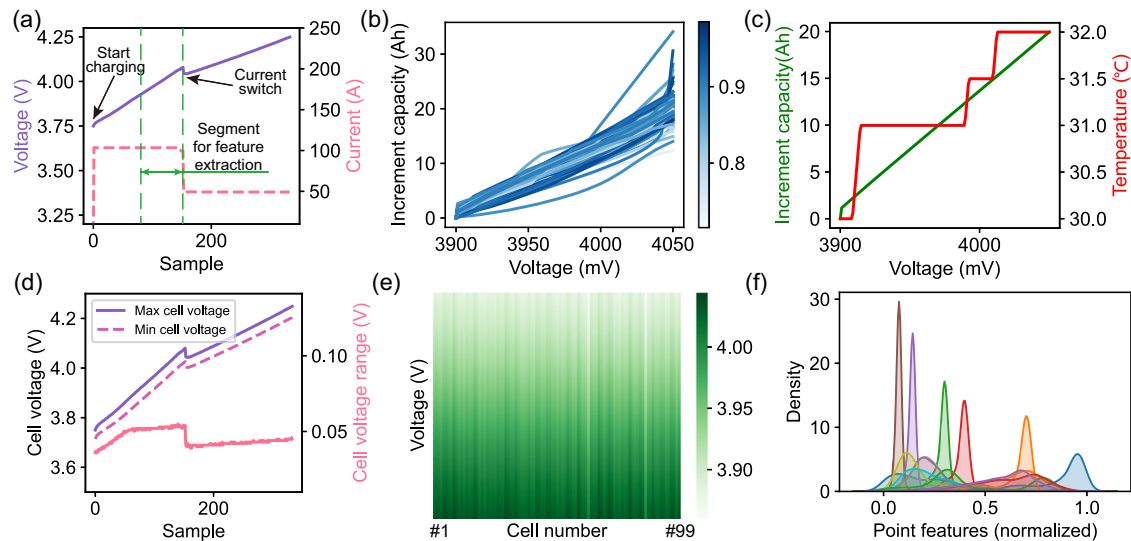 (a)
4.25
4.00
3.75
3.50
3.25
Voltage (V)
Start
charging
Current
switch
Segment
for feature
extraction
250
200
150
100
50
Current (A)
0
200
Sample
(b)
30
20
10
0
Increment capacity (Ah)
3900
3950
4000
4050
Voltage (mV)
0.9
0.8
(c)
20
15
10
5
0
Increment capacity(Ah)
32.0
31.5
31.0
30.5
30.0
Temperature (℃)
3900
4000
Voltage (mV)
(d)
Max cell voltage
Min cell voltage
4.2
4.0
3.8
3.6
Cell voltage (V)
0.10
0.05
Cell voltage range (V)
0
200
Sample
(e)
Voltage (V)
#1
Cell number
#99
4.00
3.95
3.90
(f)
30
20
10
0
Density
0.0
0.5
1.0
Point features (normalized)